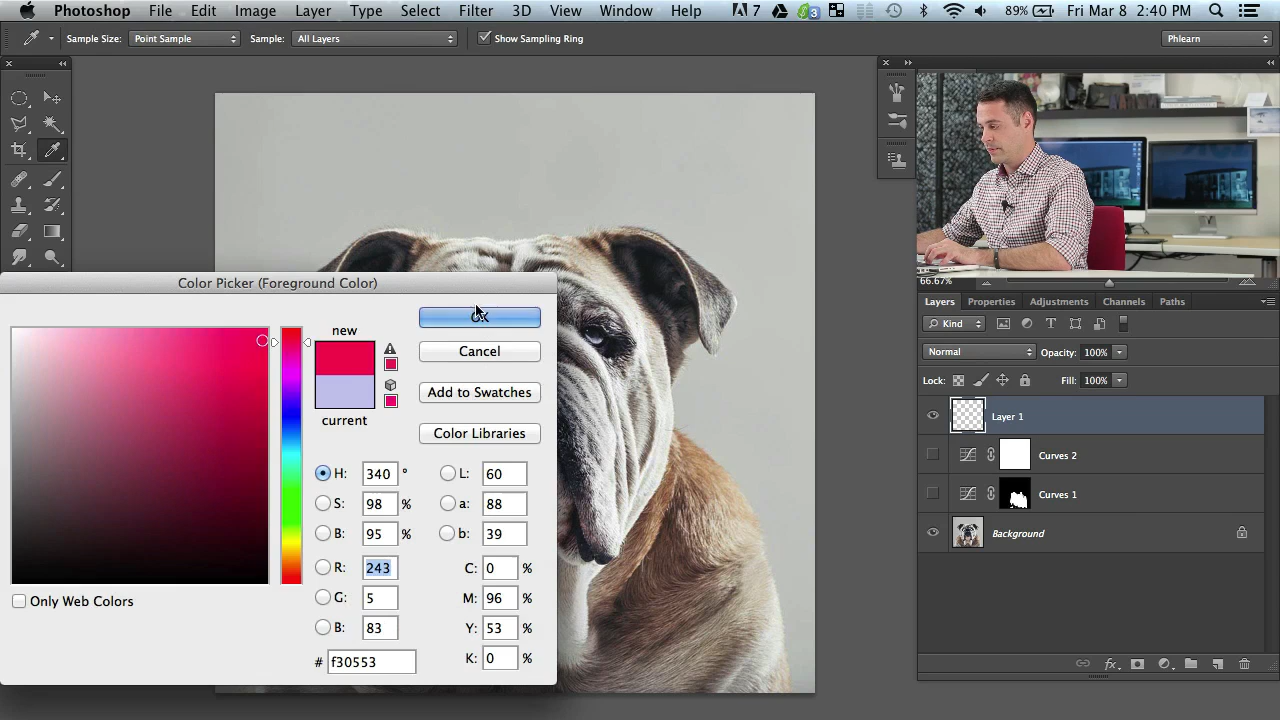 Photoshop File Edit Image Layer Type Select Filter 3D View Window Help 7 3 89% Fri Mar 8 2:40 PM
Sample Size: Point Sample Sample: All Layers Show Sampling Ring Phlearn
66.67%
Layers Properties Adjustments Channels Paths
Kind
Normal Opacity: 100%
Lock: Fill: 100%
Layer 1
Curves 2
Curves 1
Background
fx
Color Picker (Foreground Color)
new
current
OK
Cancel
Add to Swatches
Color Libraries
H: 340 ° L: 60
S: 98 % a: 88
B: 95 % b: 39
R: 243 C: 0 %
G: 5 M: 96 %
B: 83 Y: 53 %
# f30553 K: 0 %
Only Web Colors